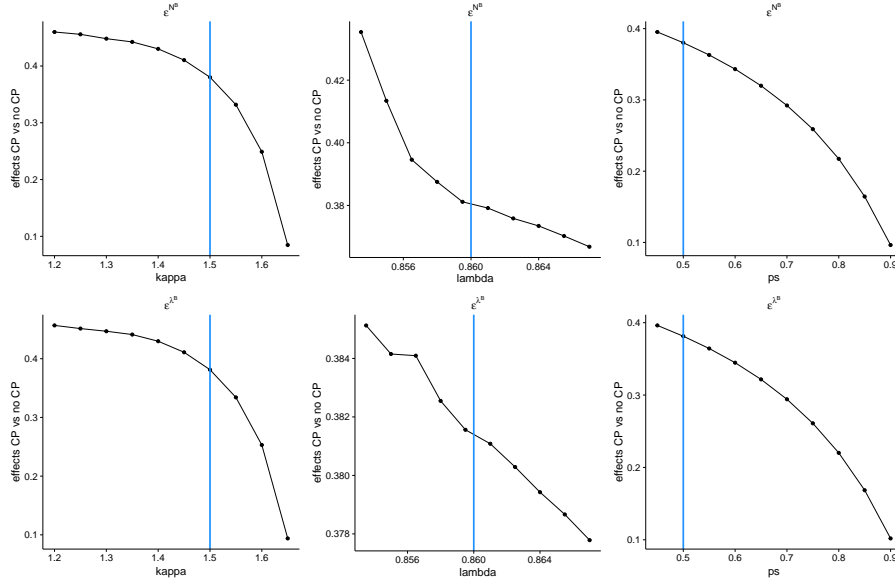 ε^N^B
effects CP vs no CP
0.4
0.3
0.2
0.1
1.2 1.3 1.4 1.5 1.6
kappa
ε^N^B
effects CP vs no CP
0.42
0.40
0.38
0.856 0.860 0.864
lambda
ε^N^B
effects CP vs no CP
0.4
0.3
0.2
0.1
0.5 0.6 0.7 0.8 0.9
ps
ε^λ^B
effects CP vs no CP
0.4
0.3
0.2
0.1
1.2 1.3 1.4 1.5 1.6
kappa
ε^λ^B
effects CP vs no CP
0.384
0.382
0.380
0.378
0.856 0.860 0.864
lambda
ε^λ^B
effects CP vs no CP
0.4
0.3
0.2
0.1
0.5 0.6 0.7 0.8 0.9
ps